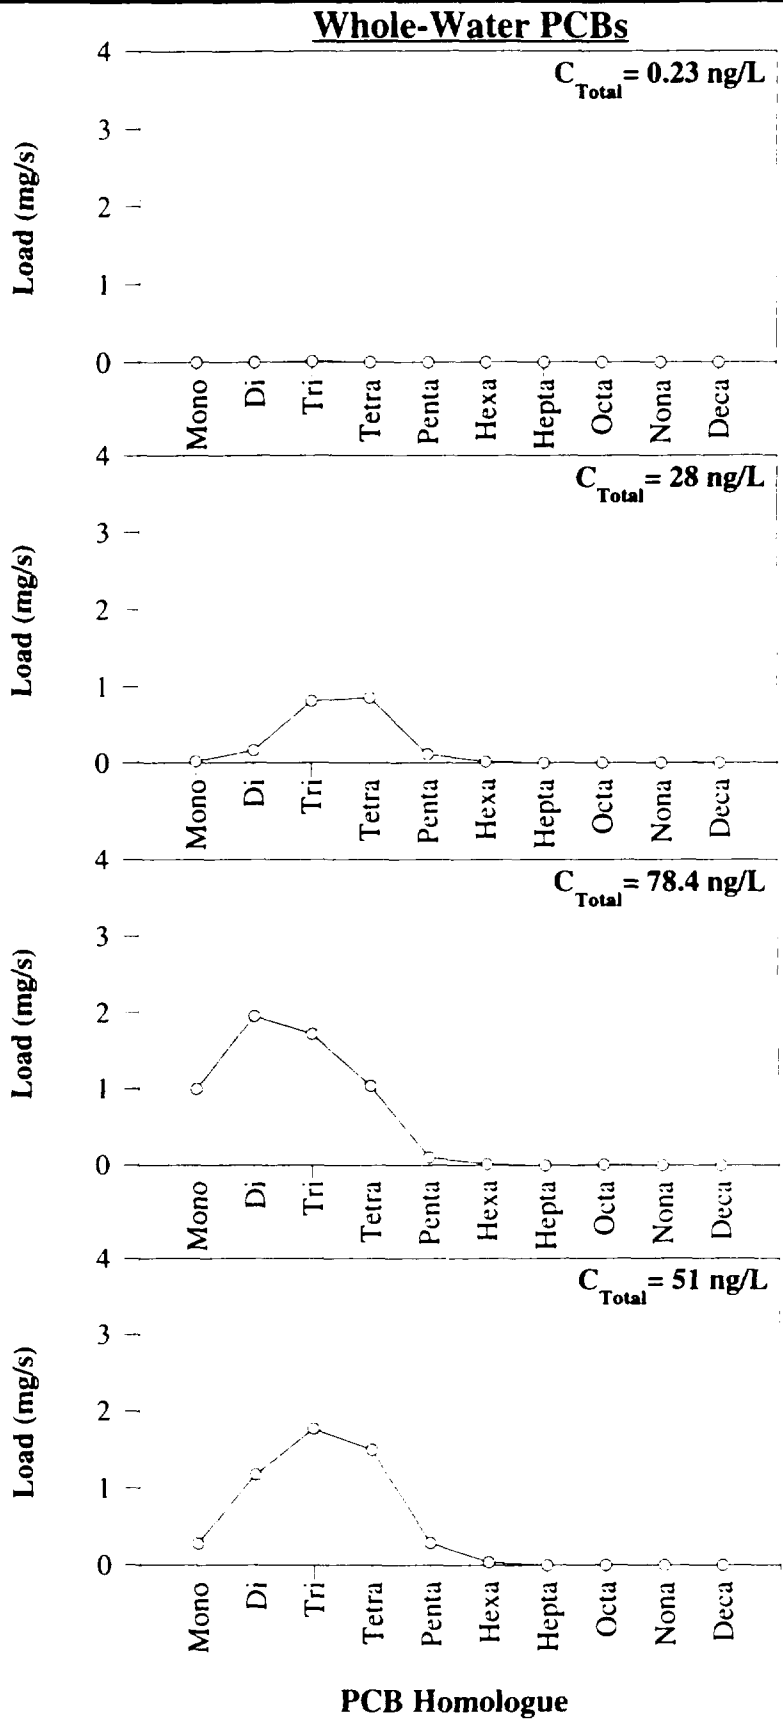 Whole-Water PCBs
C Total = 0.23 ng/L
4
3
2
1
0
Load (mg/s)
Mono Di Tri Tetra Penta Hexa Hepta Octa Nona Deca
C Total = 28 ng/L
4
3
2
1
0
Load (mg/s)
Mono Di Tri Tetra Penta Hexa Hepta Octa Nona Deca
C Total = 78.4 ng/L
4
3
2
1
0
Load (mg/s)
Mono Di Tri Tetra Penta Hexa Hepta Octa Nona Deca
C Total = 51 ng/L
4
3
2
1
0
Load (mg/s)
Mono Di Tri Tetra Penta Hexa Hepta Octa Nona Deca
PCB Homologue